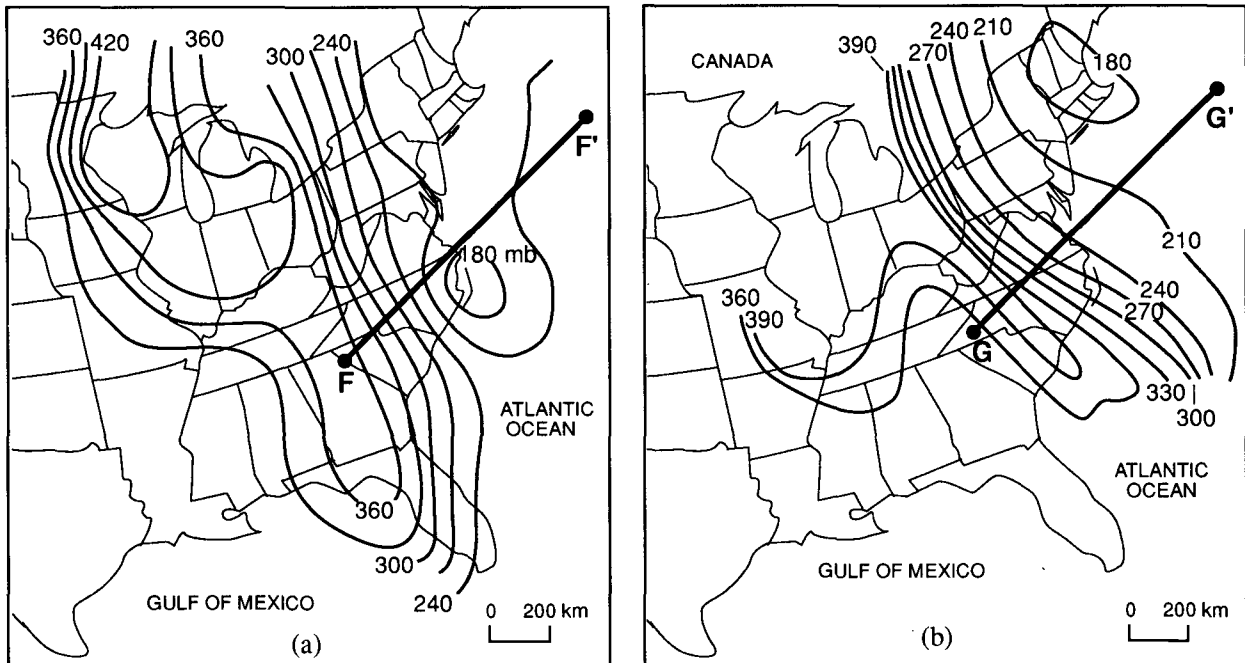 360 420 360 300 240
F'
180 mb
F
ATLANTIC
OCEAN
360
300
GULF OF MEXICO
240
0 200 km
(a)
390 270 240 210
CANADA
180
G'
210
240
270
360
390
G
330
300
ATLANTIC
OCEAN
GULF OF MEXICO
0 200 km
(b)